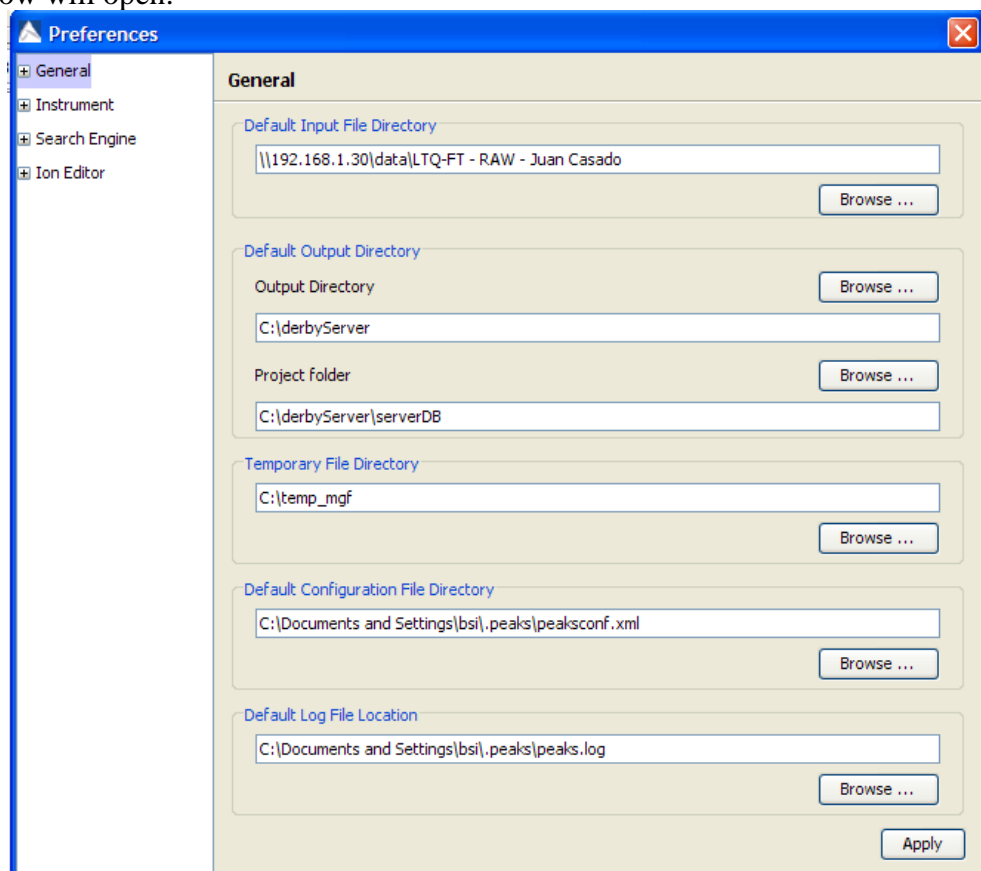 ow will open:
Preferences
General
Instrument
Search Engine
Ion Editor
General
Default Input File Directory
\\192.168.1.30\data\LTQ-FT - RAW - Juan Casado
Browse ...
Default Output Directory
Output Directory
Browse ...
C:\derbyServer
Project folder
Browse ...
C:\derbyServer\serverDB
Temporary File Directory
C:\temp_mgf
Browse ...
Default Configuration File Directory
C:\Documents and Settings\bsi\.peaks\peaksconf.xml
Browse ...
Default Log File Location
C:\Documents and Settings\bsi\.peaks\peaks.log
Browse ...
Apply